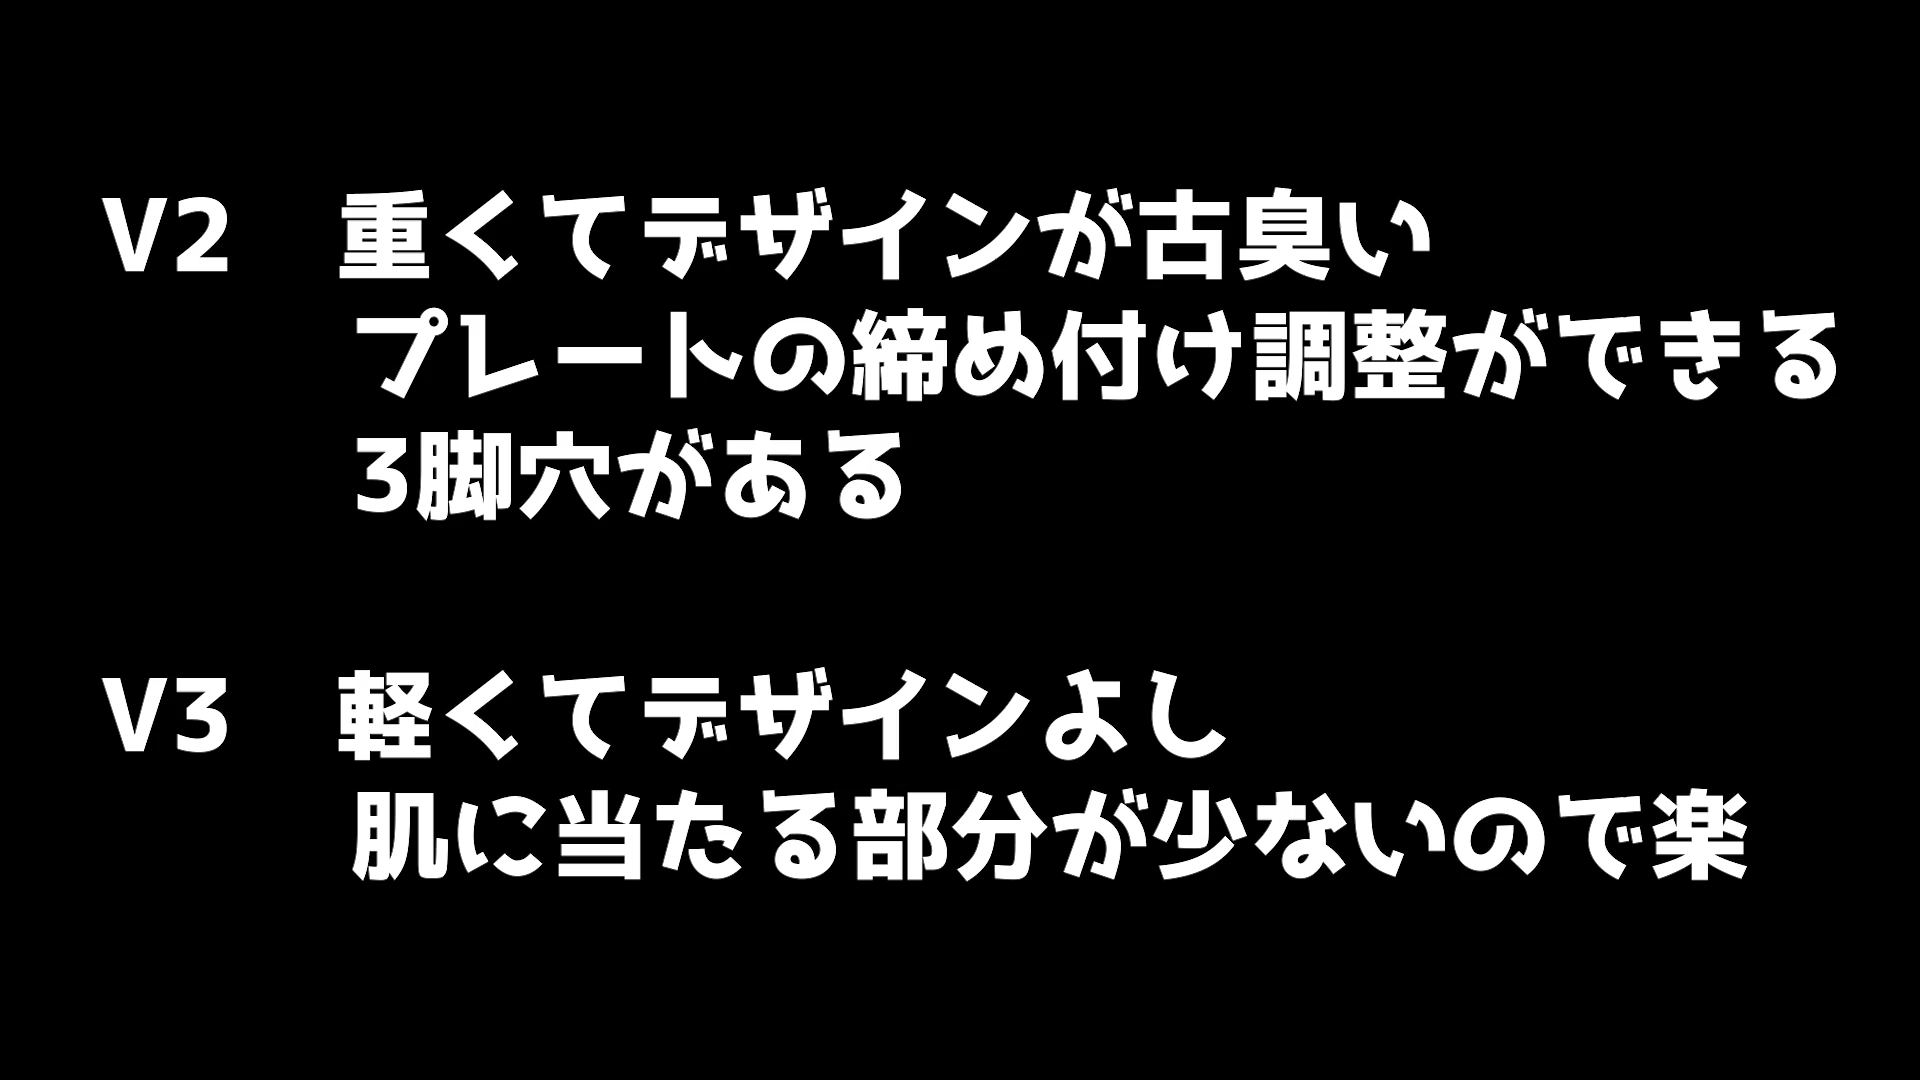 V2　重くてデザインが古臭い
プレートの締め付け調整ができる
3脚穴がある
V3　軽くてデザインよし
肌に当たる部分が少ないので楽